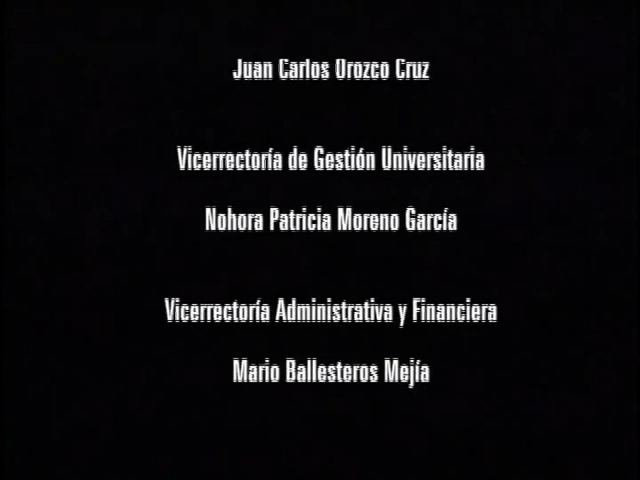 Juan Carlos Orozco Cruz
Vicerrectoría de Gestión Universitaria
Nohora Patricia Moreno García
Vicerrectoría Administrativa y Financiera
Mario Ballesteros Mejía